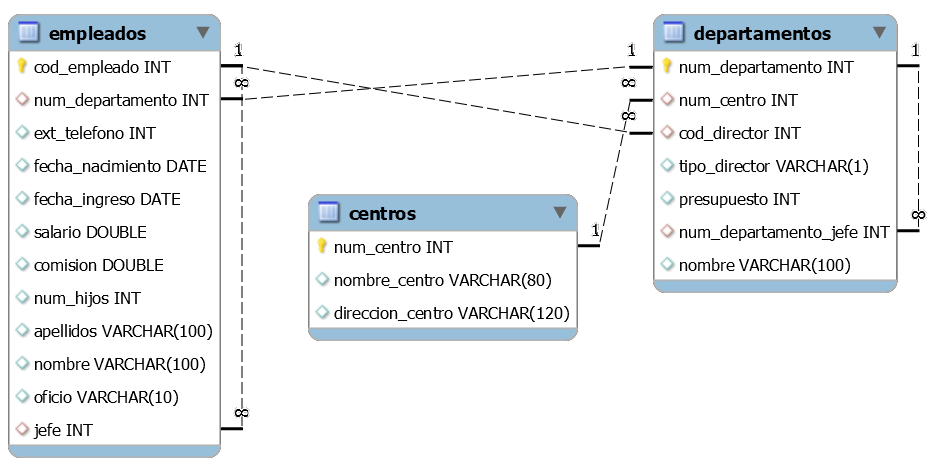 empleados
cod_empleado INT
num_departamento INT
ext_telefono INT
fecha_nacimiento DATE
fecha_ingreso DATE
salario DOUBLE
comision DOUBLE
num_hijos INT
apellidos VARCHAR(100)
nombre VARCHAR(100)
oficio VARCHAR(10)
jefe INT
1
∞
∞
centros
num_centro INT
nombre_centro VARCHAR(80)
direccion_centro VARCHAR(120)
1
1
∞
∞
departamentos
num_departamento INT
num_centro INT
cod_director INT
tipo_director VARCHAR(1)
presupuesto INT
num_departamento_jefe INT
nombre VARCHAR(100)
1
∞